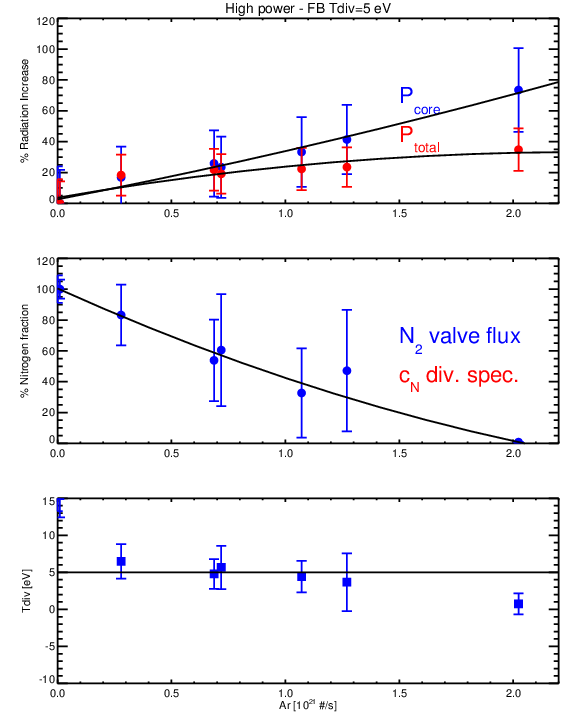 High power - FB Tdiv=5 eV
120
100
80
60
40
20
0
% Radiation Increase
P core
P total
0.0 0.5 1.0 1.5 2.0
120
100
80
60
40
20
0
% Nitrogen fraction
N2 valve flux
cN div. spec.
0.0 0.5 1.0 1.5 2.0
15
10
5
0
-5
-10
Tdiv [eV]
0.0 0.5 1.0 1.5 2.0
Ar [10^21 #/s]